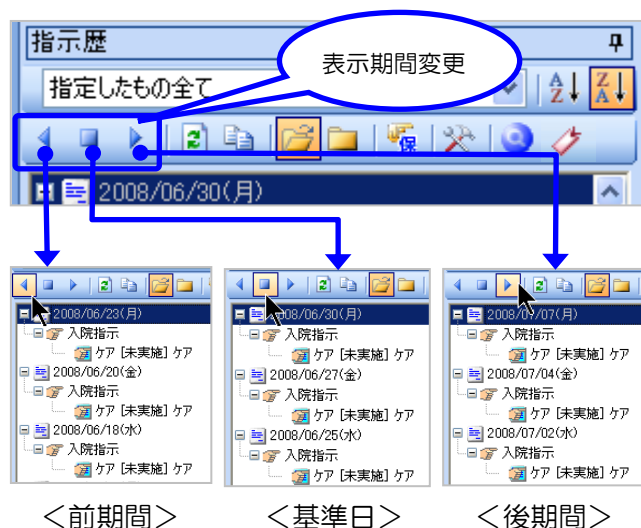 指示歴
表示期間変更
指定したもの全て
A
Z
Z
A
保
2008/06/30(月)
2008/06/23(月)
入院指示
ケア [未実施] ケア
2008/06/20(金)
入院指示
ケア [未実施] ケア
2008/06/18(水)
入院指示
ケア [未実施] ケア
<前期間>
2008/06/30(月)
入院指示
ケア [未実施] ケア
2008/06/27(金)
入院指示
ケア [未実施] ケア
2008/06/25(水)
入院指示
ケア [未実施] ケア
<基準日>
2008/07/07(月)
入院指示
ケア [未実施] ケア
2008/07/04(金)
入院指示
ケア [未実施] ケア
2008/07/02(水)
入院指示
ケア [未実施] ケア
<後期間>